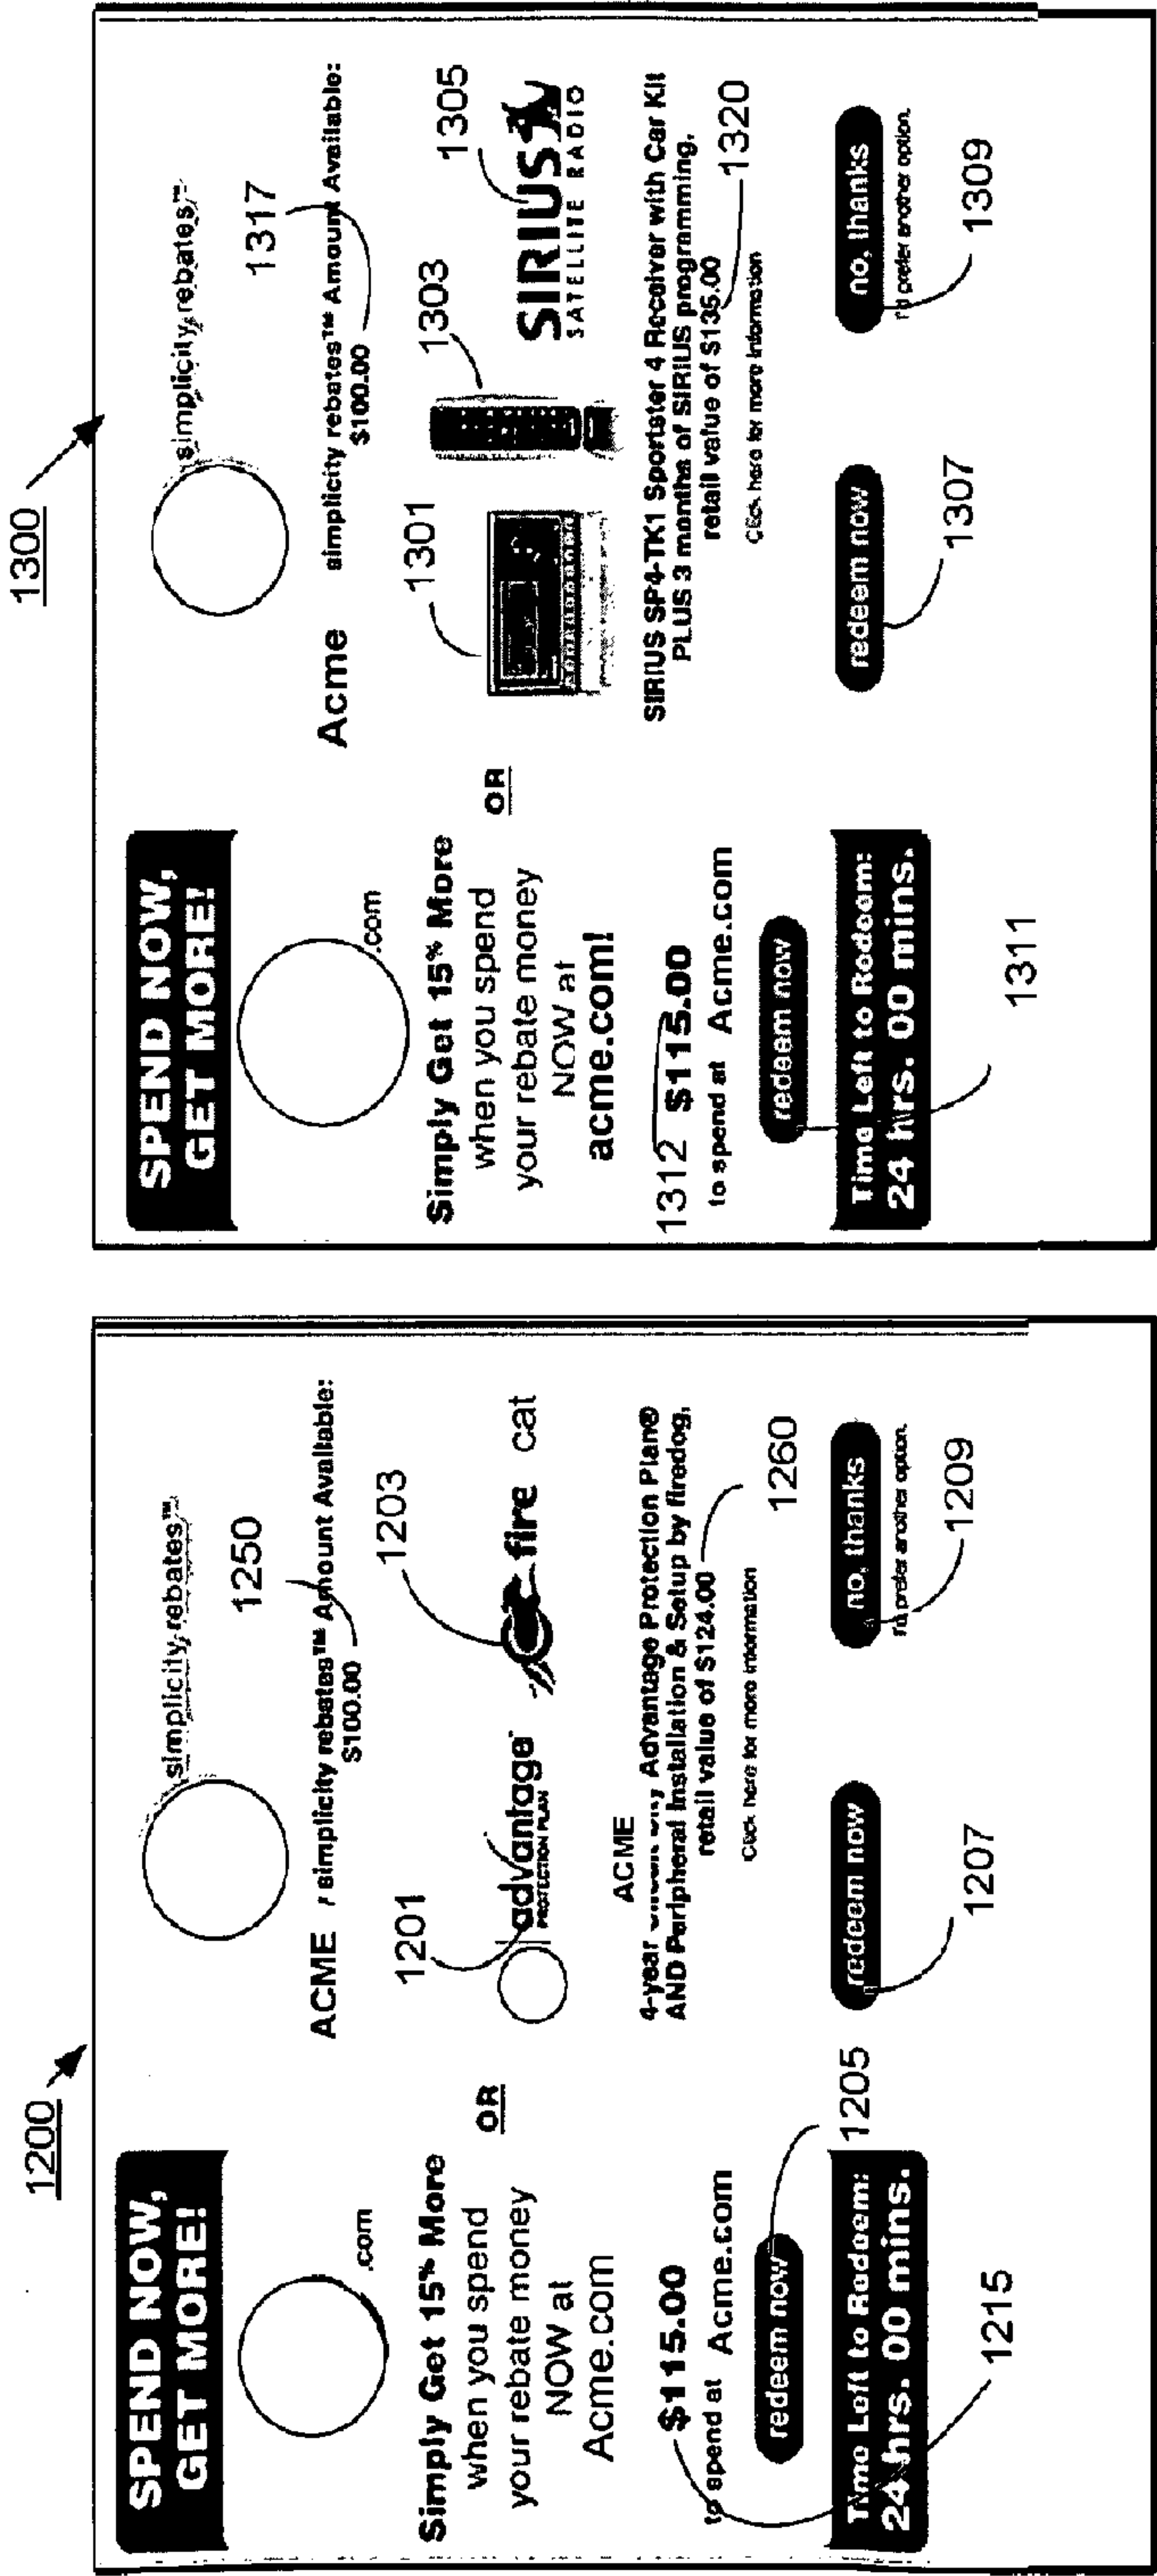 1200
SPEND NOW,
GET MORE!
.com
Simply Get 15% More
when you spend
your rebate money
NOW at
Acme.com
$115.00
to spend at Acme.com
redeem now
1205
Time Left to Redeem:
24 hrs. 00 mins.
1215
OR
simplicity rebates™
1250
ACME simplicity rebates™ Amount Available:
$100.00
1201
1203
advantage
PROTECTION PLAN
fire cat
ACME
4-year Advantage Protection Plan®
AND Peripheral Installation & Setup by firedog,
retail value of $124.00
1260
Click here for more information
redeem now
no, thanks
I'd prefer another option.
1207
1209
1300
SPEND NOW,
GET MORE!
.com
Simply Get 15% More
when you spend
your rebate money
NOW at
acme.com!
1312 $115.00
to spend at Acme.com
redeem now
Time Left to Redeem:
24 hrs. 00 mins.
1311
OR
simplicity rebates™
1317
Acme simplicity rebates™ Amount Available:
$100.00
1301
1303
1305
SIRIUS
SATELLITE RADIO
SIRIUS SP4-TK1 Sportster 4 Receiver with Car Kit
PLUS 3 months of SIRIUS programming,
retail value of $135.00
1320
Click here for more information
redeem now
no, thanks
I'd prefer another option.
1307
1309